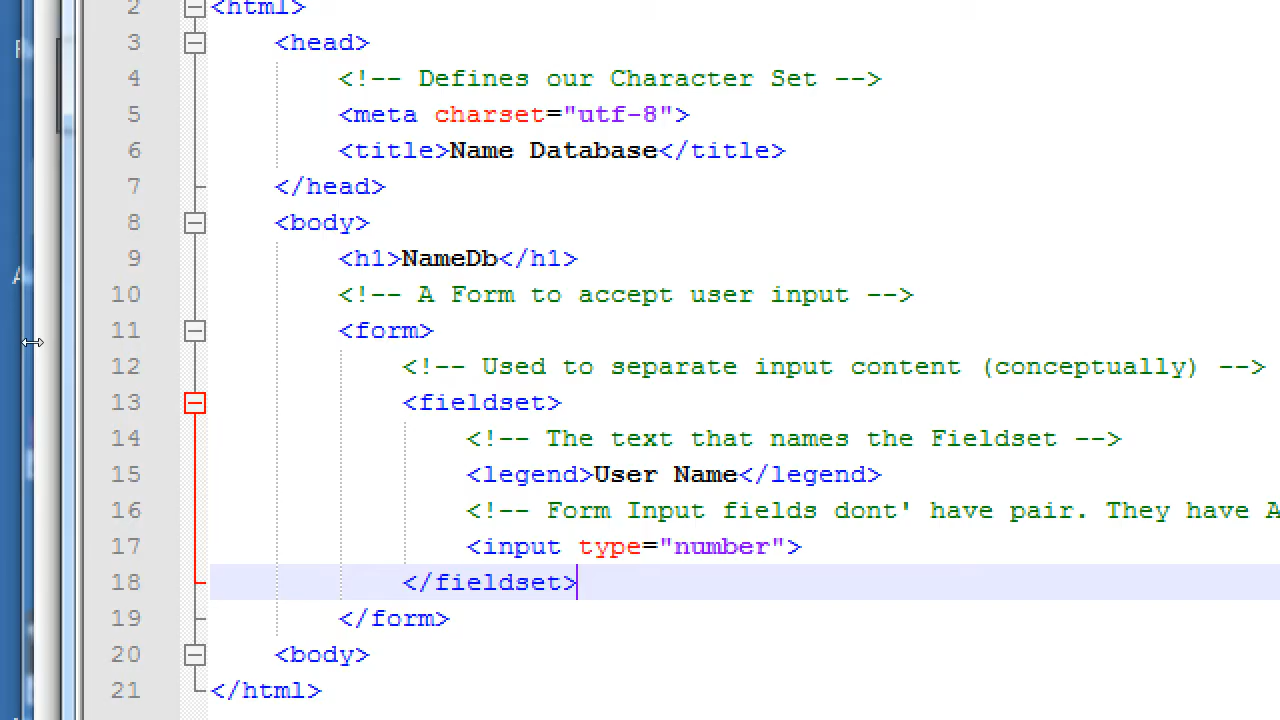 2 <html>
3 <head>
4 <!-- Defines our Character Set -->
5 <meta charset="utf-8">
6 <title>Name Database</title>
7 </head>
8 <body>
9 <h1>NameDb</h1>
10 <!-- A Form to accept user input -->
11 <form>
12 <!-- Used to separate input content (conceptually) -->
13 <fieldset>
14 <!-- The text that names the Fieldset -->
15 <legend>User Name</legend>
16 <!-- Form Input fields dont' have pair. They have A
17 <input type="number">
18 </fieldset>
19 </form>
20 <body>
21 </html>